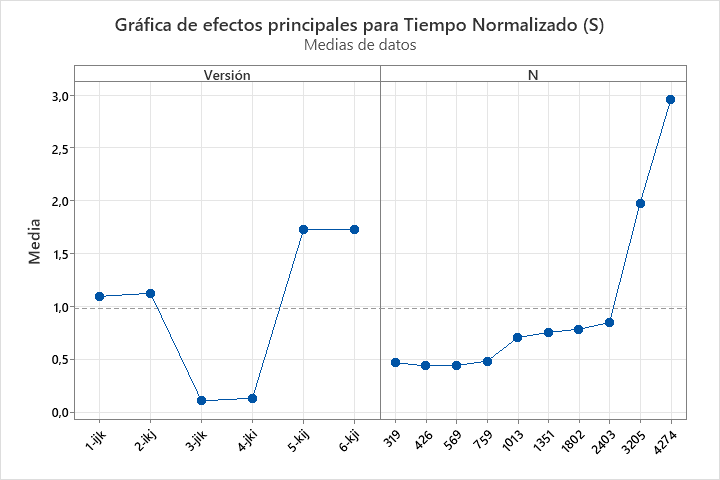 Gráfica de efectos principales para Tiempo Normalizado (S)
Medias de datos
Versión N
Media
3,0
2,5
2,0
1,5
1,0
0,5
0,0
1-ijk 2-ikj 3-jik 4-jki 5-kij 6-kji 319 426 569 759 1013 1351 1802 2403 3205 4274